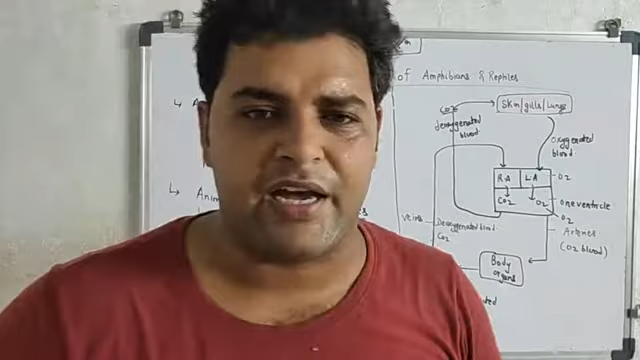 of Amphibians & Reptiles
CO2
Skin/gills/Lungs
deoxygenated
blood
oxygenated
blood
RA LA
O2
CO2 O2
one ventricle
O2
veins
Deoxygenated blood
CO2
Arteries
(O2 blood)
Body
organs